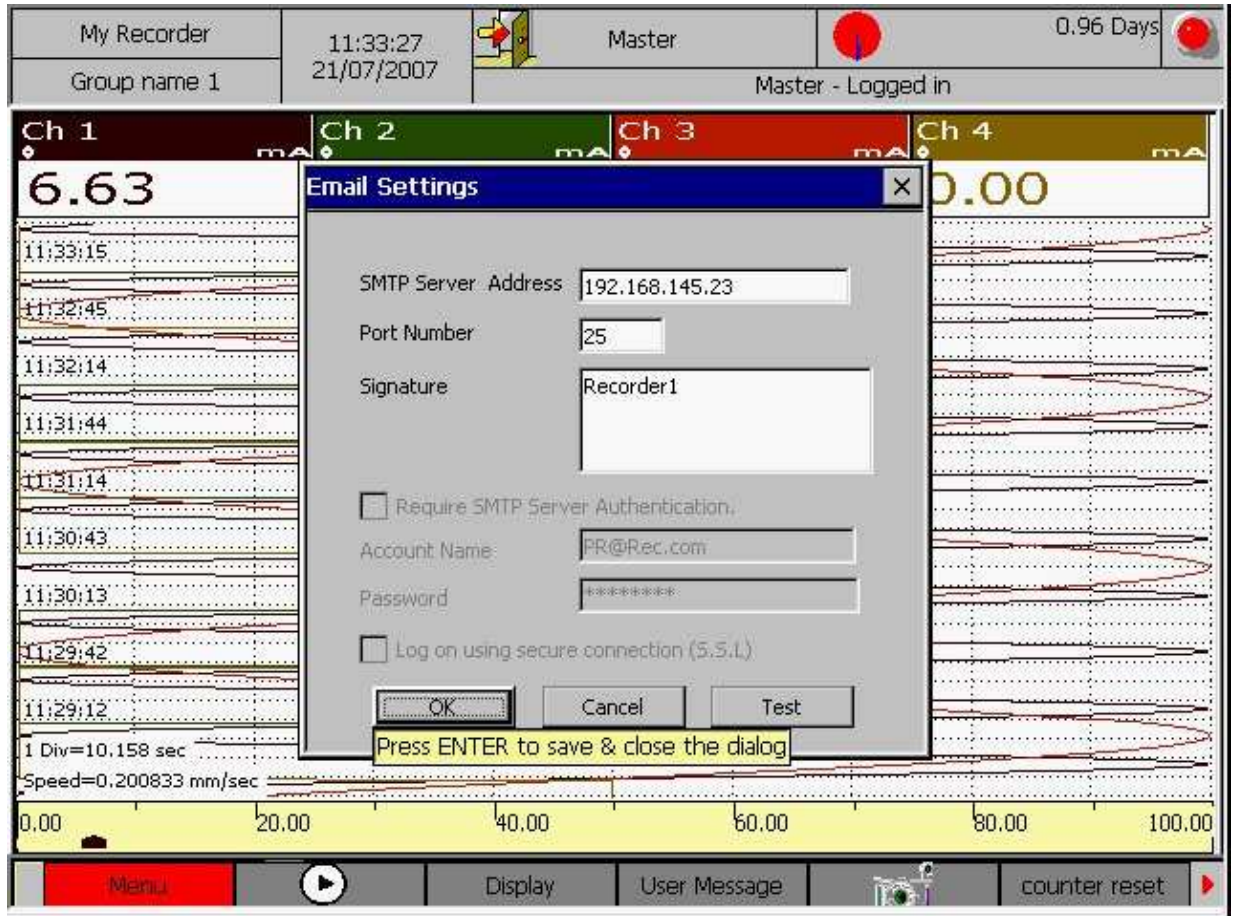 My Recorder
Group name 1
11:33:27
21/07/2007
Master
0.96 Days
Master - Logged in
Ch 1
mA
Ch 2
mA
Ch 3
mA
Ch 4
mA
6.63
0.00
Email Settings
SMTP Server Address 192.168.145.23
Port Number 25
Signature Recorder1
Require SMTP Server Authentication.
Account Name PR@Rec.com
Password ********
Log on using secure connection (S.S.L)
OK Cancel Test
Press ENTER to save & close the dialog
11:33:15
11:32:45
11:32:14
11:31:44
11:31:14
11:30:43
11:30:13
11:29:42
11:29:12
1 Div=10.158 sec
Speed=0.200833 mm/sec
0.00 20.00 40.00 60.00 80.00 100.00
Menu Display User Message counter reset